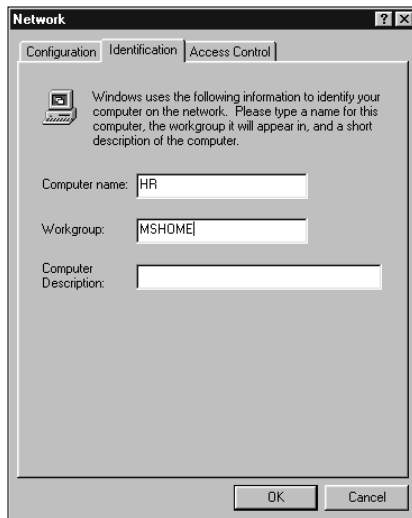 Network
Configuration Identification Access Control
Windows uses the following information to identify your
computer on the network. Please type a name for this
computer, the workgroup it will appear in, and a short
description of the computer.
Computer name: HR
Workgroup: MSHOME
Computer
Description:
OK Cancel